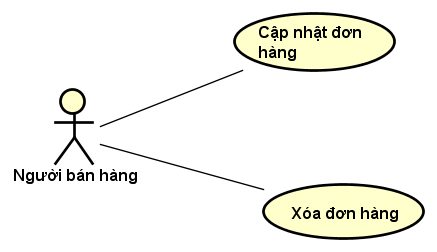 Cập nhật đơn
hàng
Người bán hàng
Xóa đơn hàng